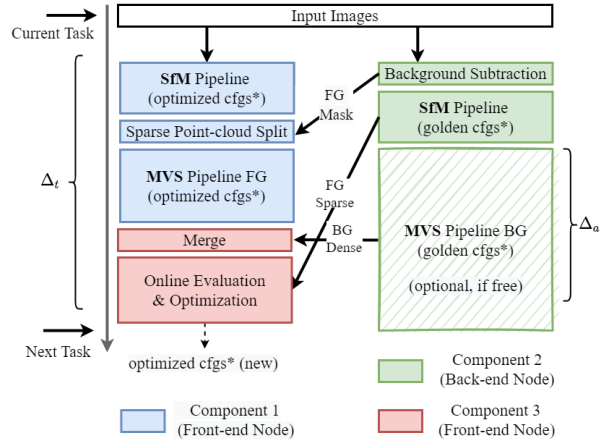 Input Images
Current Task
SfM Pipeline
(optimized cfgs*)
Sparse Point-cloud Split
MVS Pipeline FG
(optimized cfgs*)
Merge
Online Evaluation
& Optimization
optimized cfgs* (new)
Δt
Next Task
FG
Mask
FG
Sparse
BG
Dense
Background Subtraction
SfM Pipeline
(golden cfgs*)
MVS Pipeline BG
(golden cfgs*)
(optional, if free)
Δa
Component 1
(Front-end Node)
Component 2
(Back-end Node)
Component 3
(Front-end Node)